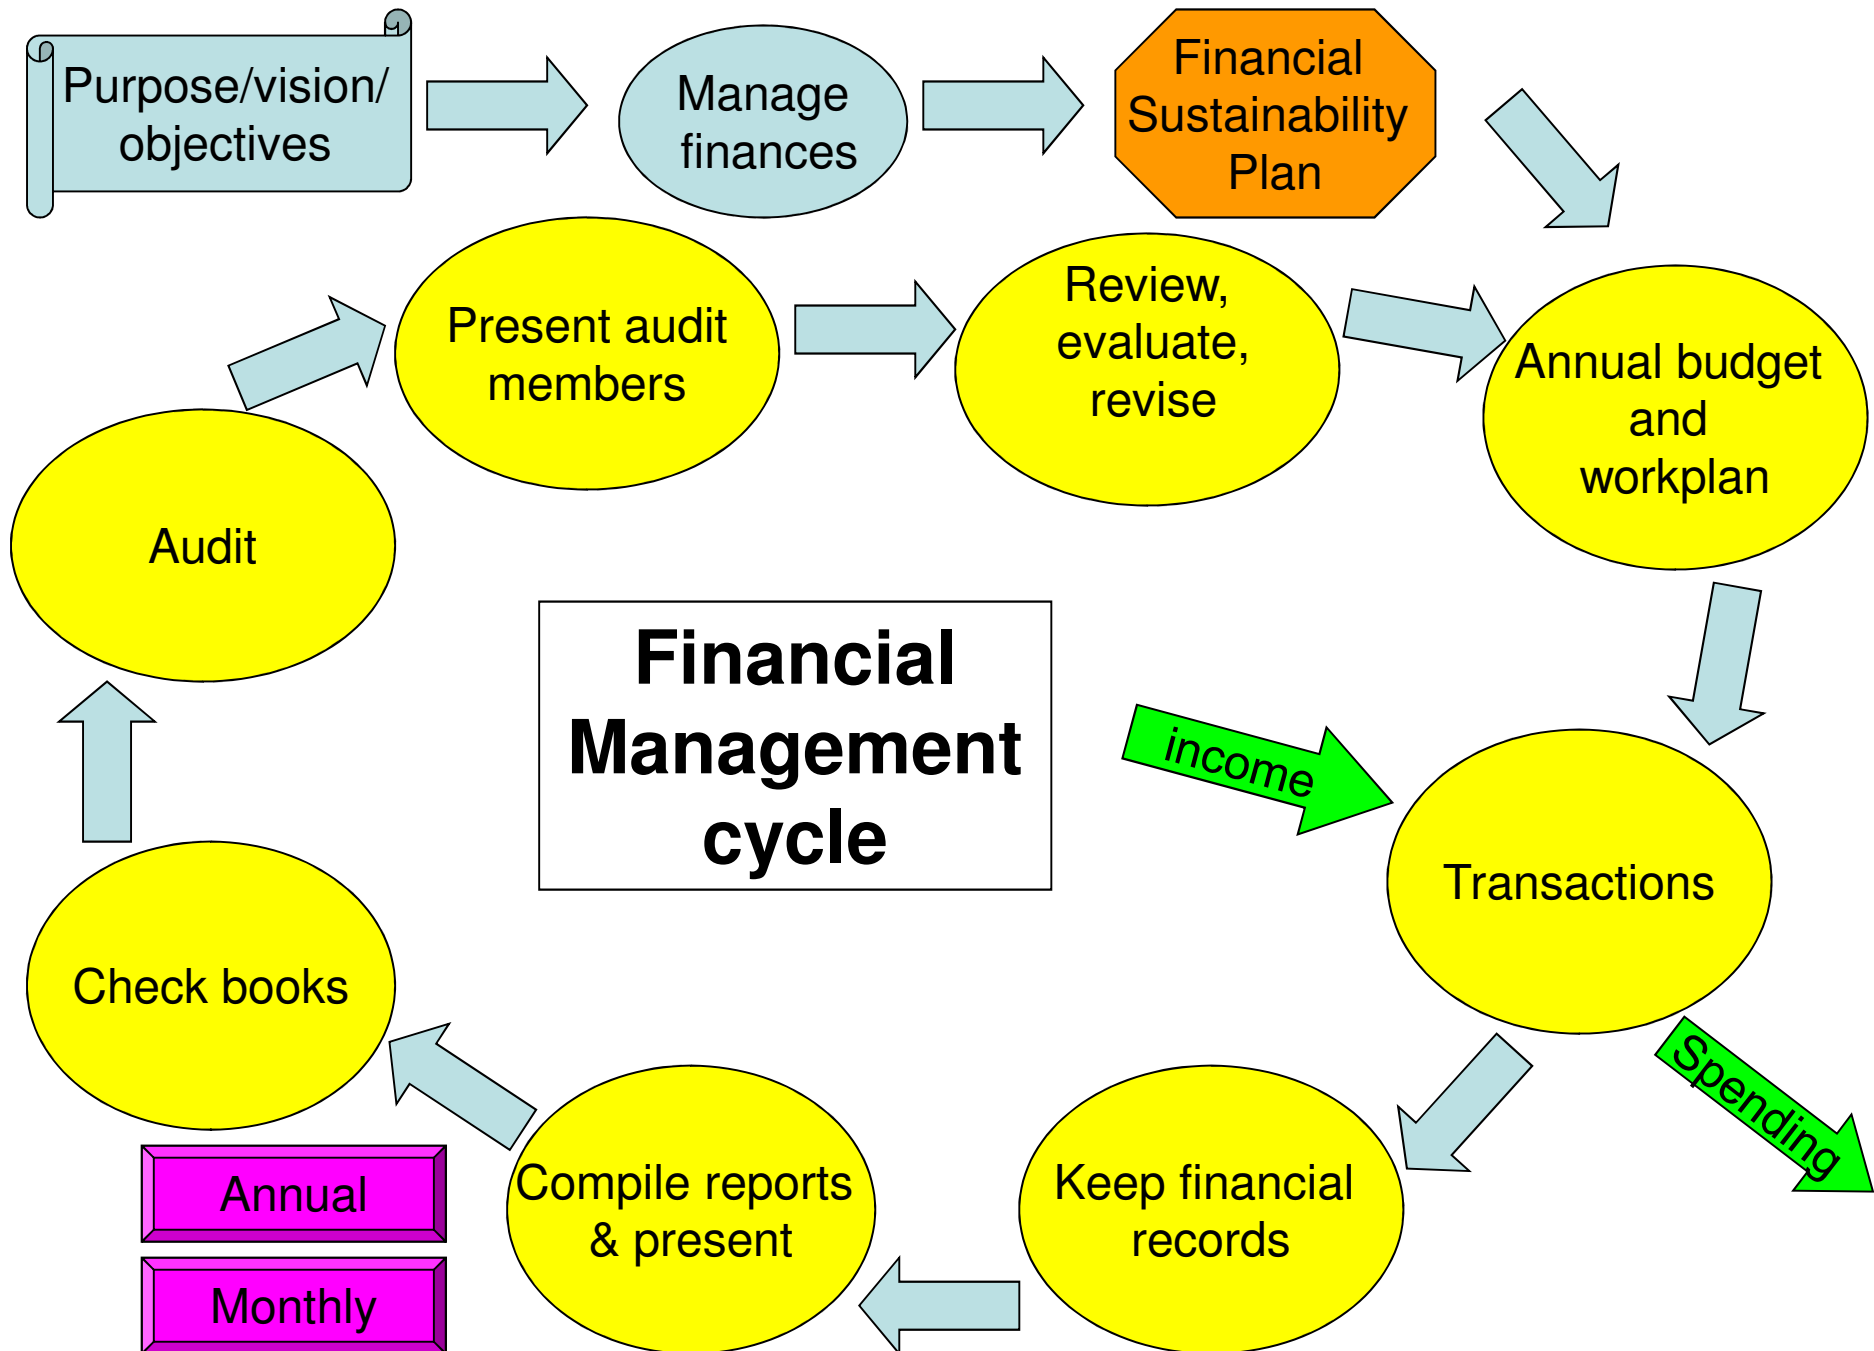 Purpose/vision/
objectives
Manage
finances
Financial
Sustainability
Plan
Present audit
members
Review,
evaluate,
revise
Annual budget
and
workplan
Audit
Financial
Management
cycle
income
Transactions
Spending
Check books
Annual
Monthly
Compile reports
& present
Keep financial
records